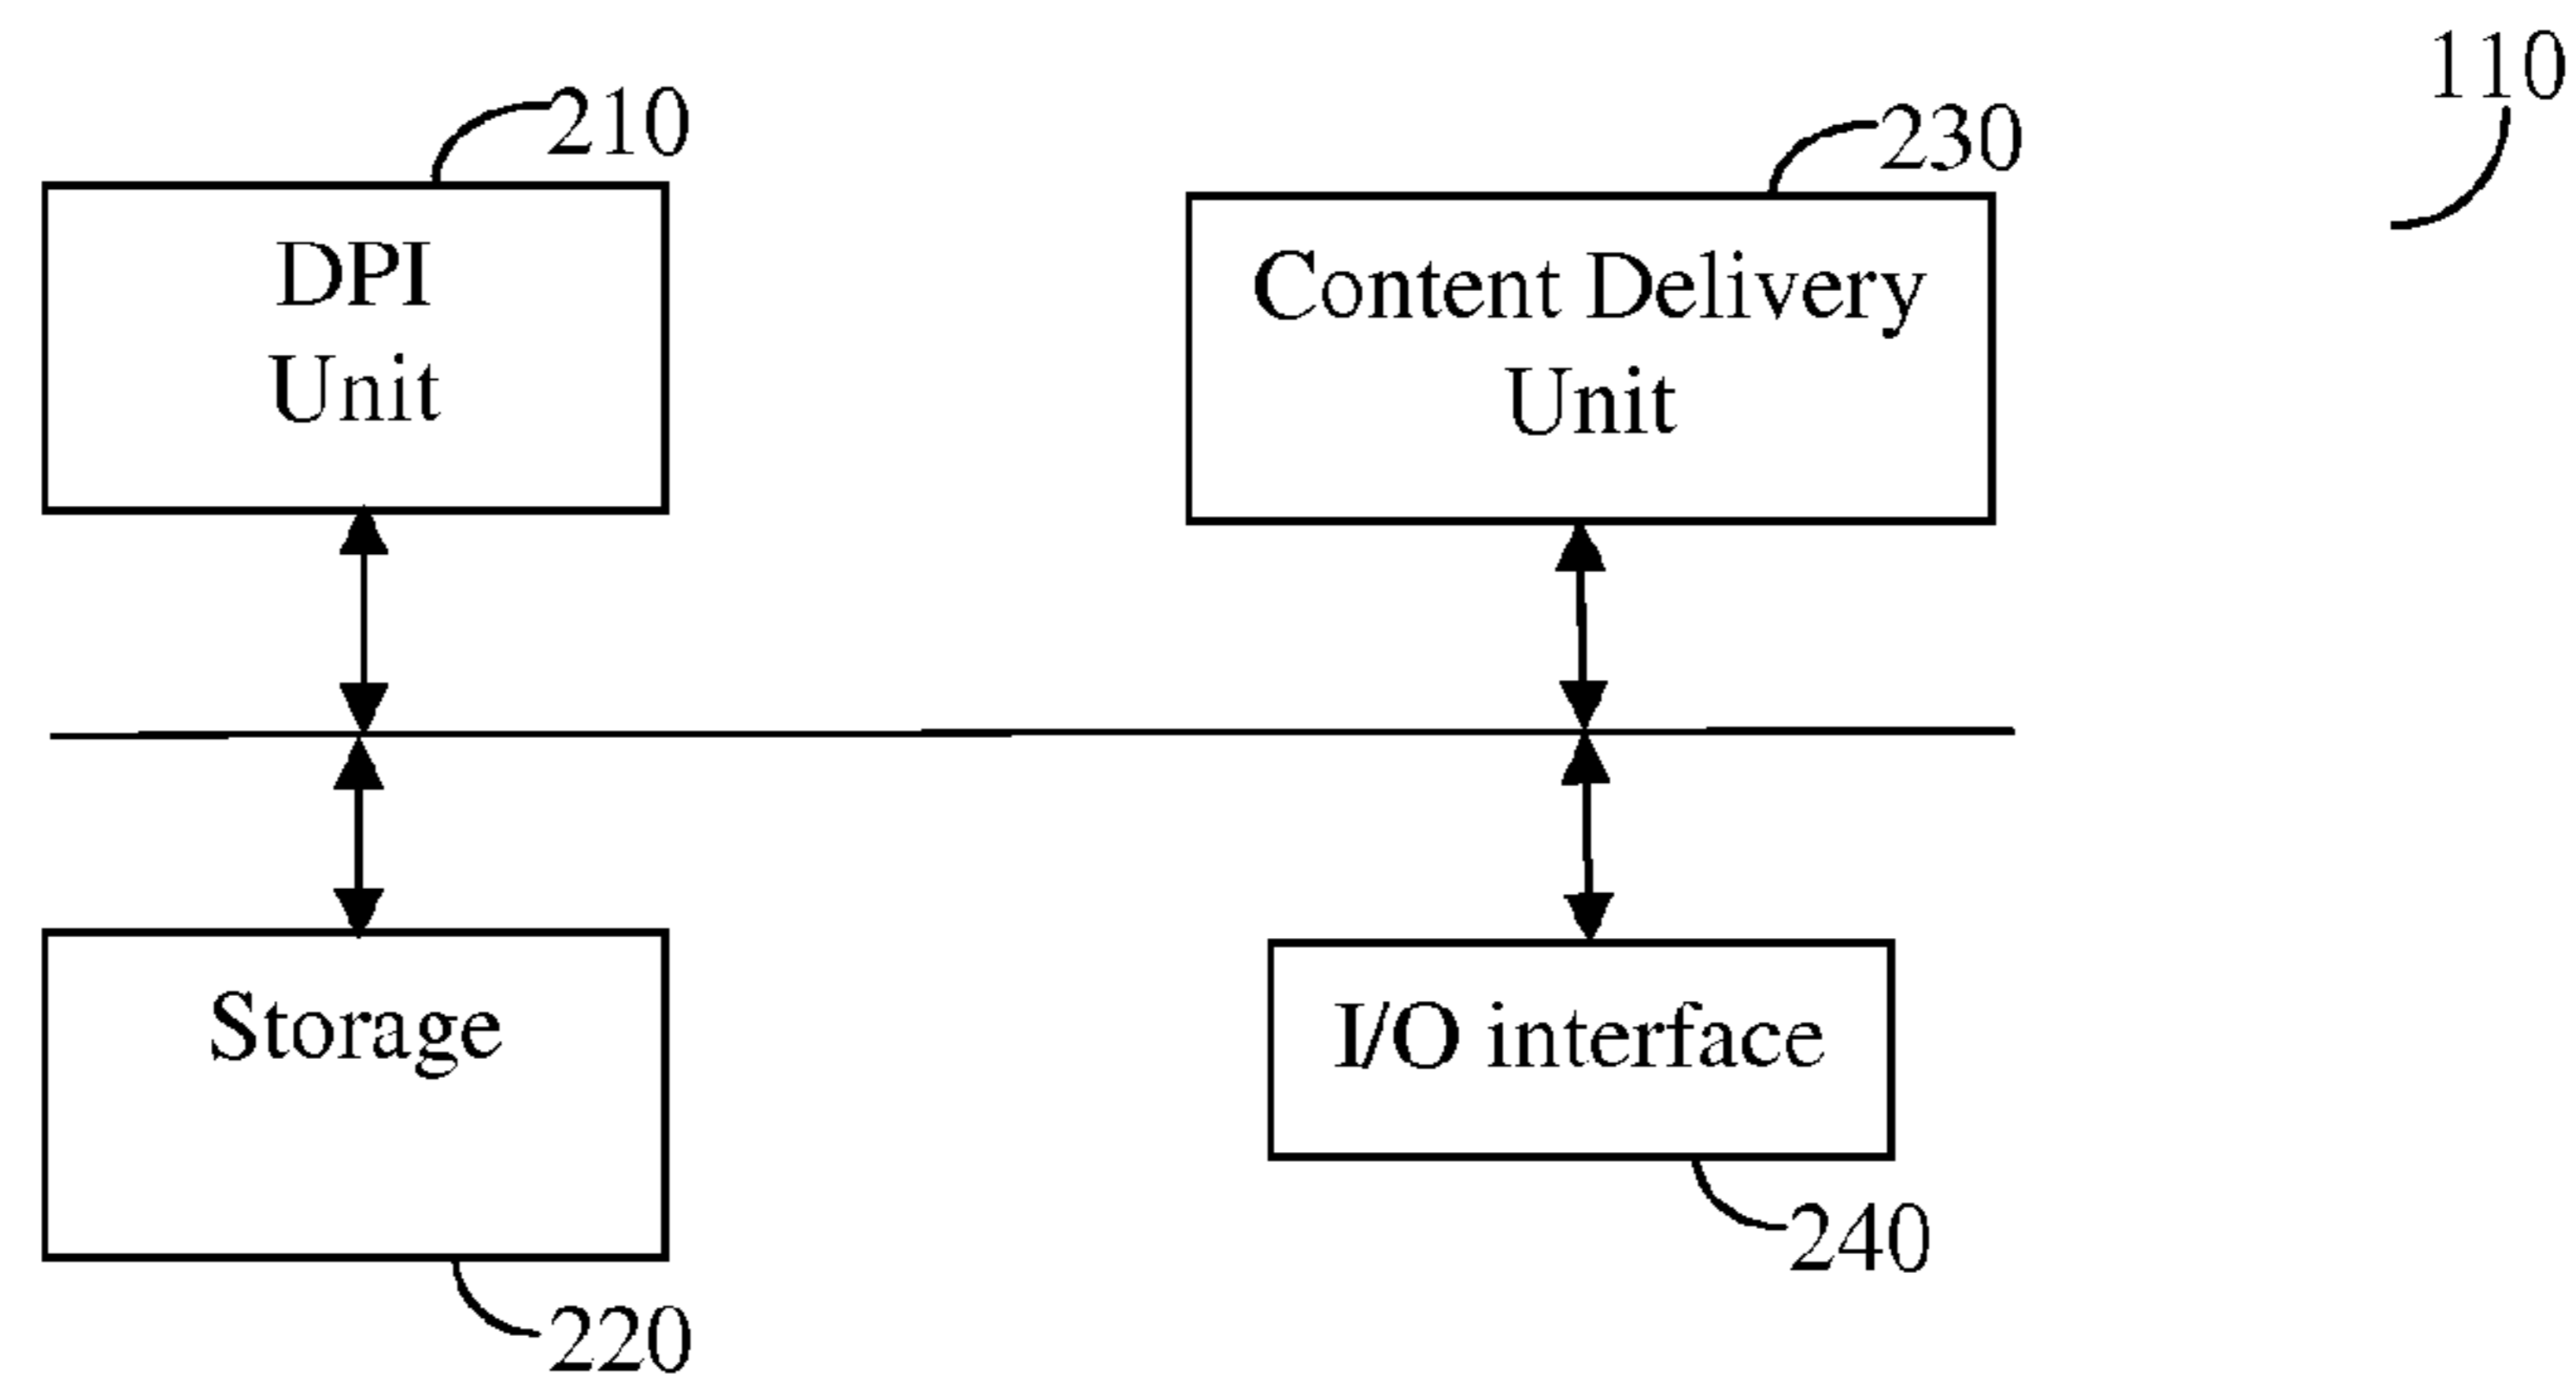 110
210
DPI
Unit
230
Content Delivery
Unit
Storage
220
I/O interface
240